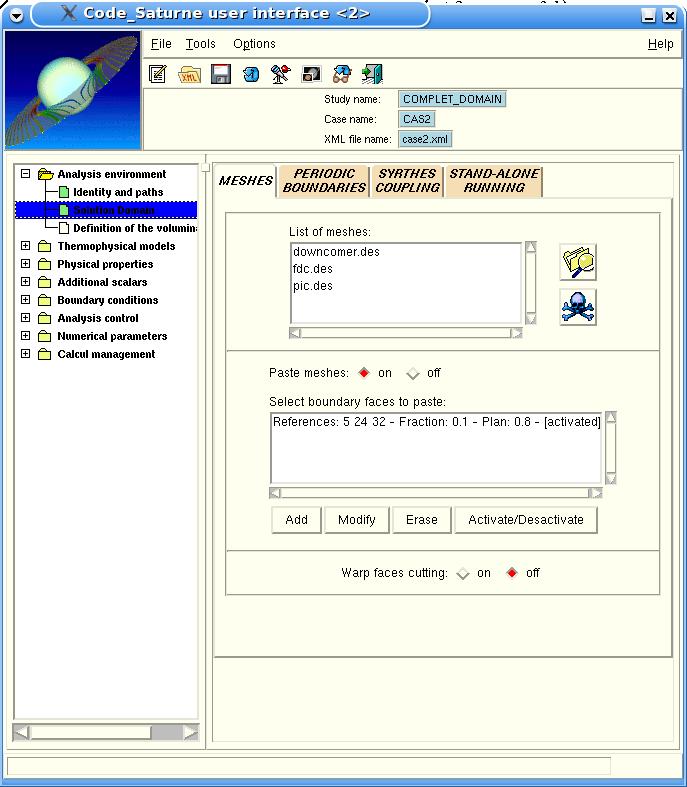 Code_Saturne user interface <2>
File Tools Options Help
XML
Study name: COMPLET_DOMAIN
Case name: CAS2
XML file name: case2.xml
Analysis environment
Identity and paths
Solution Domain
Definition of the volumin
Thermophysical models
Physical properties
Additional scalars
Boundary conditions
Analysis control
Numerical parameters
Calcul management
MESHES
PERIODIC
BOUNDARIES
SYRTHES
COUPLING
STAND-ALONE
RUNNING
List of meshes:
downcomer.des
fdc.des
pic.des
Paste meshes: on off
Select boundary faces to paste:
References: 5 24 32 - Fraction: 0.1 - Plan: 0.8 - [activated]
Add Modify Erase Activate/Desactivate
Warp faces cutting: on off